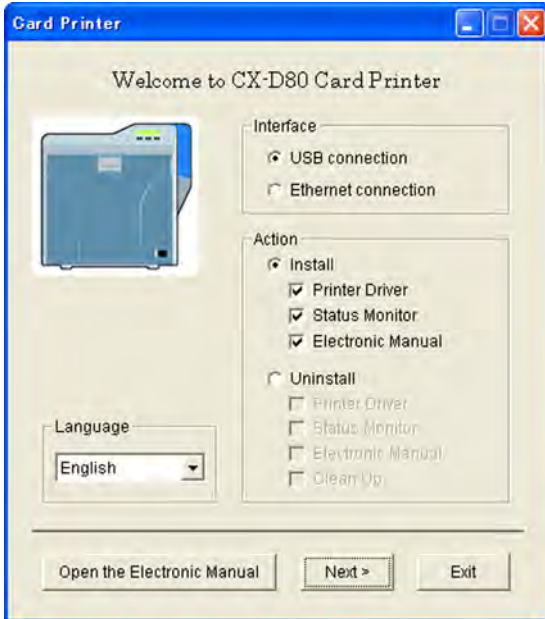 Card Printer
Welcome to CX-D80 Card Printer
Interface
USB connection
Ethernet connection
Action
Install
Printer Driver
Status Monitor
Electronic Manual
Uninstall
Printer Driver
Status Monitor
Electronic Manual
Clean Up
Language
English
Open the Electronic Manual
Next >
Exit